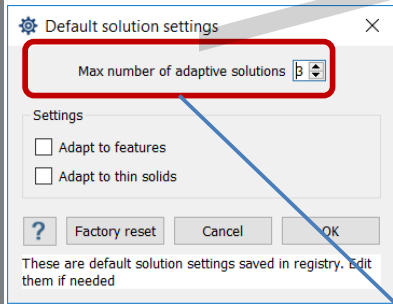 Default solution settings
Max number of adaptive solutions 3
Settings
Adapt to features
Adapt to thin solids
? Factory reset Cancel OK
These are default solution settings saved in registry. Edit
them if needed